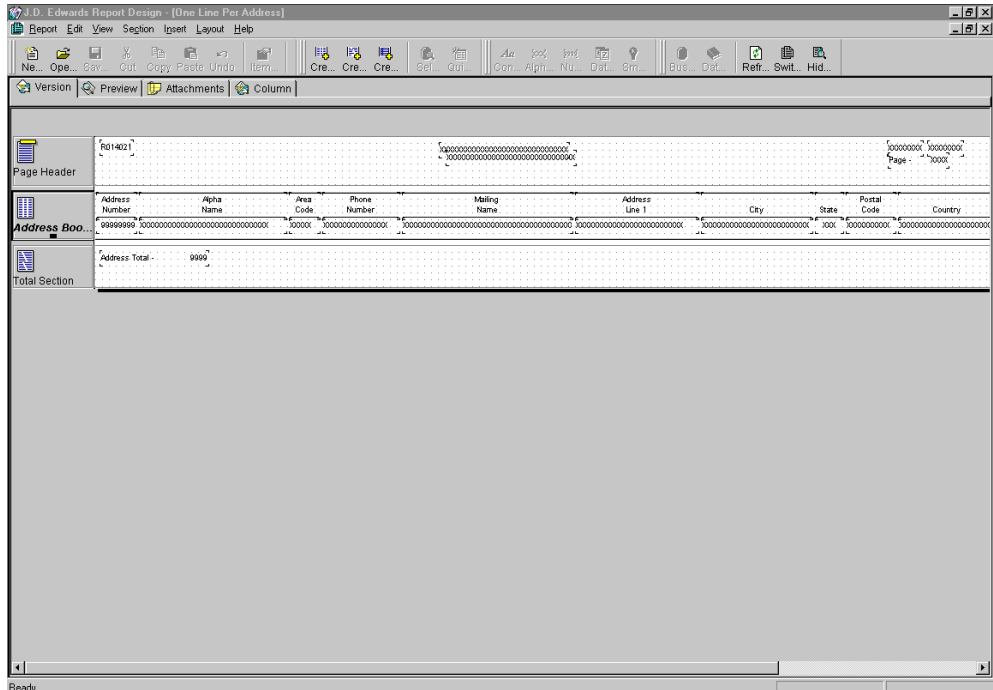 J.D. Edwards Report Design - [One Line Per Address]
Report Edit View Section Insert Layout Help
Ne... Ope... Sav... Cut Copy Paste Undo Item... Cre... Cre... Cre... Sel... Qui... Con... Alph... Nu... Dat... Sm... Bus... Dat... Refr... Swit... Hid...
Version Preview Attachments Column
Page Header
R014021
XXXXXXXX XXXXXXXX
Page - XXXX
Address Boo...
Address Number Alpha Name Area Code Phone Number Mailing Name Address Line 1 City State Postal Code Country
99999999
Total Section
Address Total - 9999
Ready